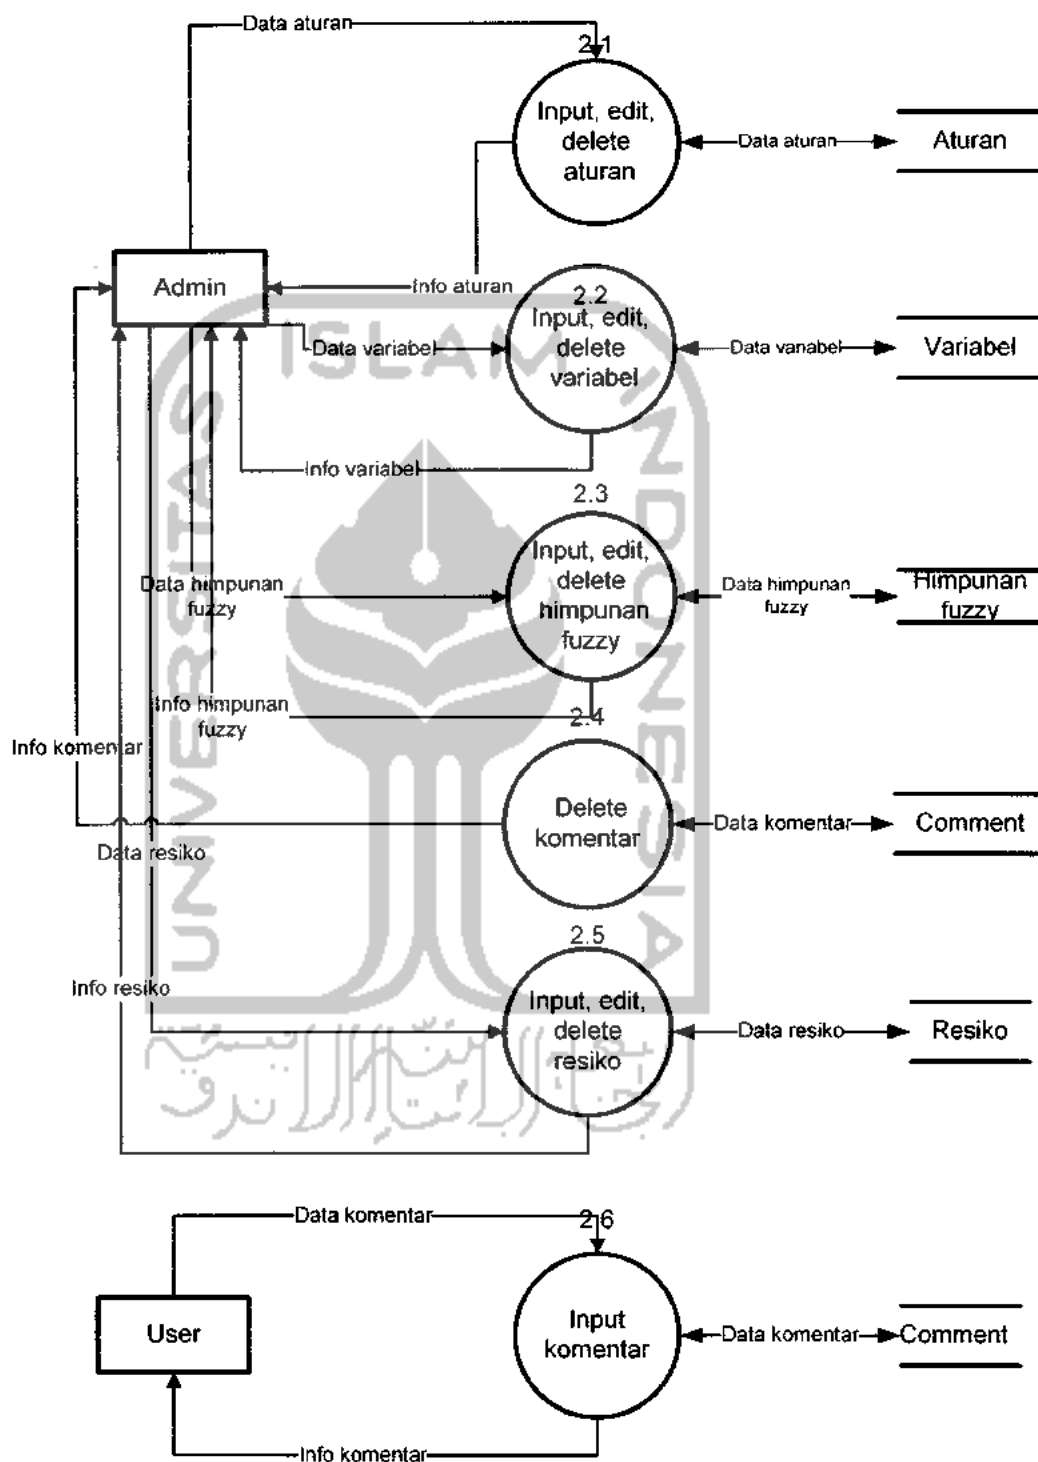 Data aturan
2.1
Input, edit,
delete
aturan
Data aturan
Aturan
Admin
Info aturan
2.2
Input, edit,
delete
variabel
Data variabel
Data variabel
Variabel
Info variabel
2.3
Input, edit,
delete
himpunan
fuzzy
Data himpunan
fuzzy
Data himpunan
fuzzy
Himpunan
fuzzy
Info himpunan
fuzzy
2.4
Info komentar
Delete
komentar
Data komentar
Comment
Data resiko
2.5
Info resiko
Input, edit,
delete
resiko
Data resiko
Resiko
UNIVERSITAS
ISLAM
INDONESIA
Data komentar
2.6
User
Input
komentar
Data komentar
Comment
Info komentar